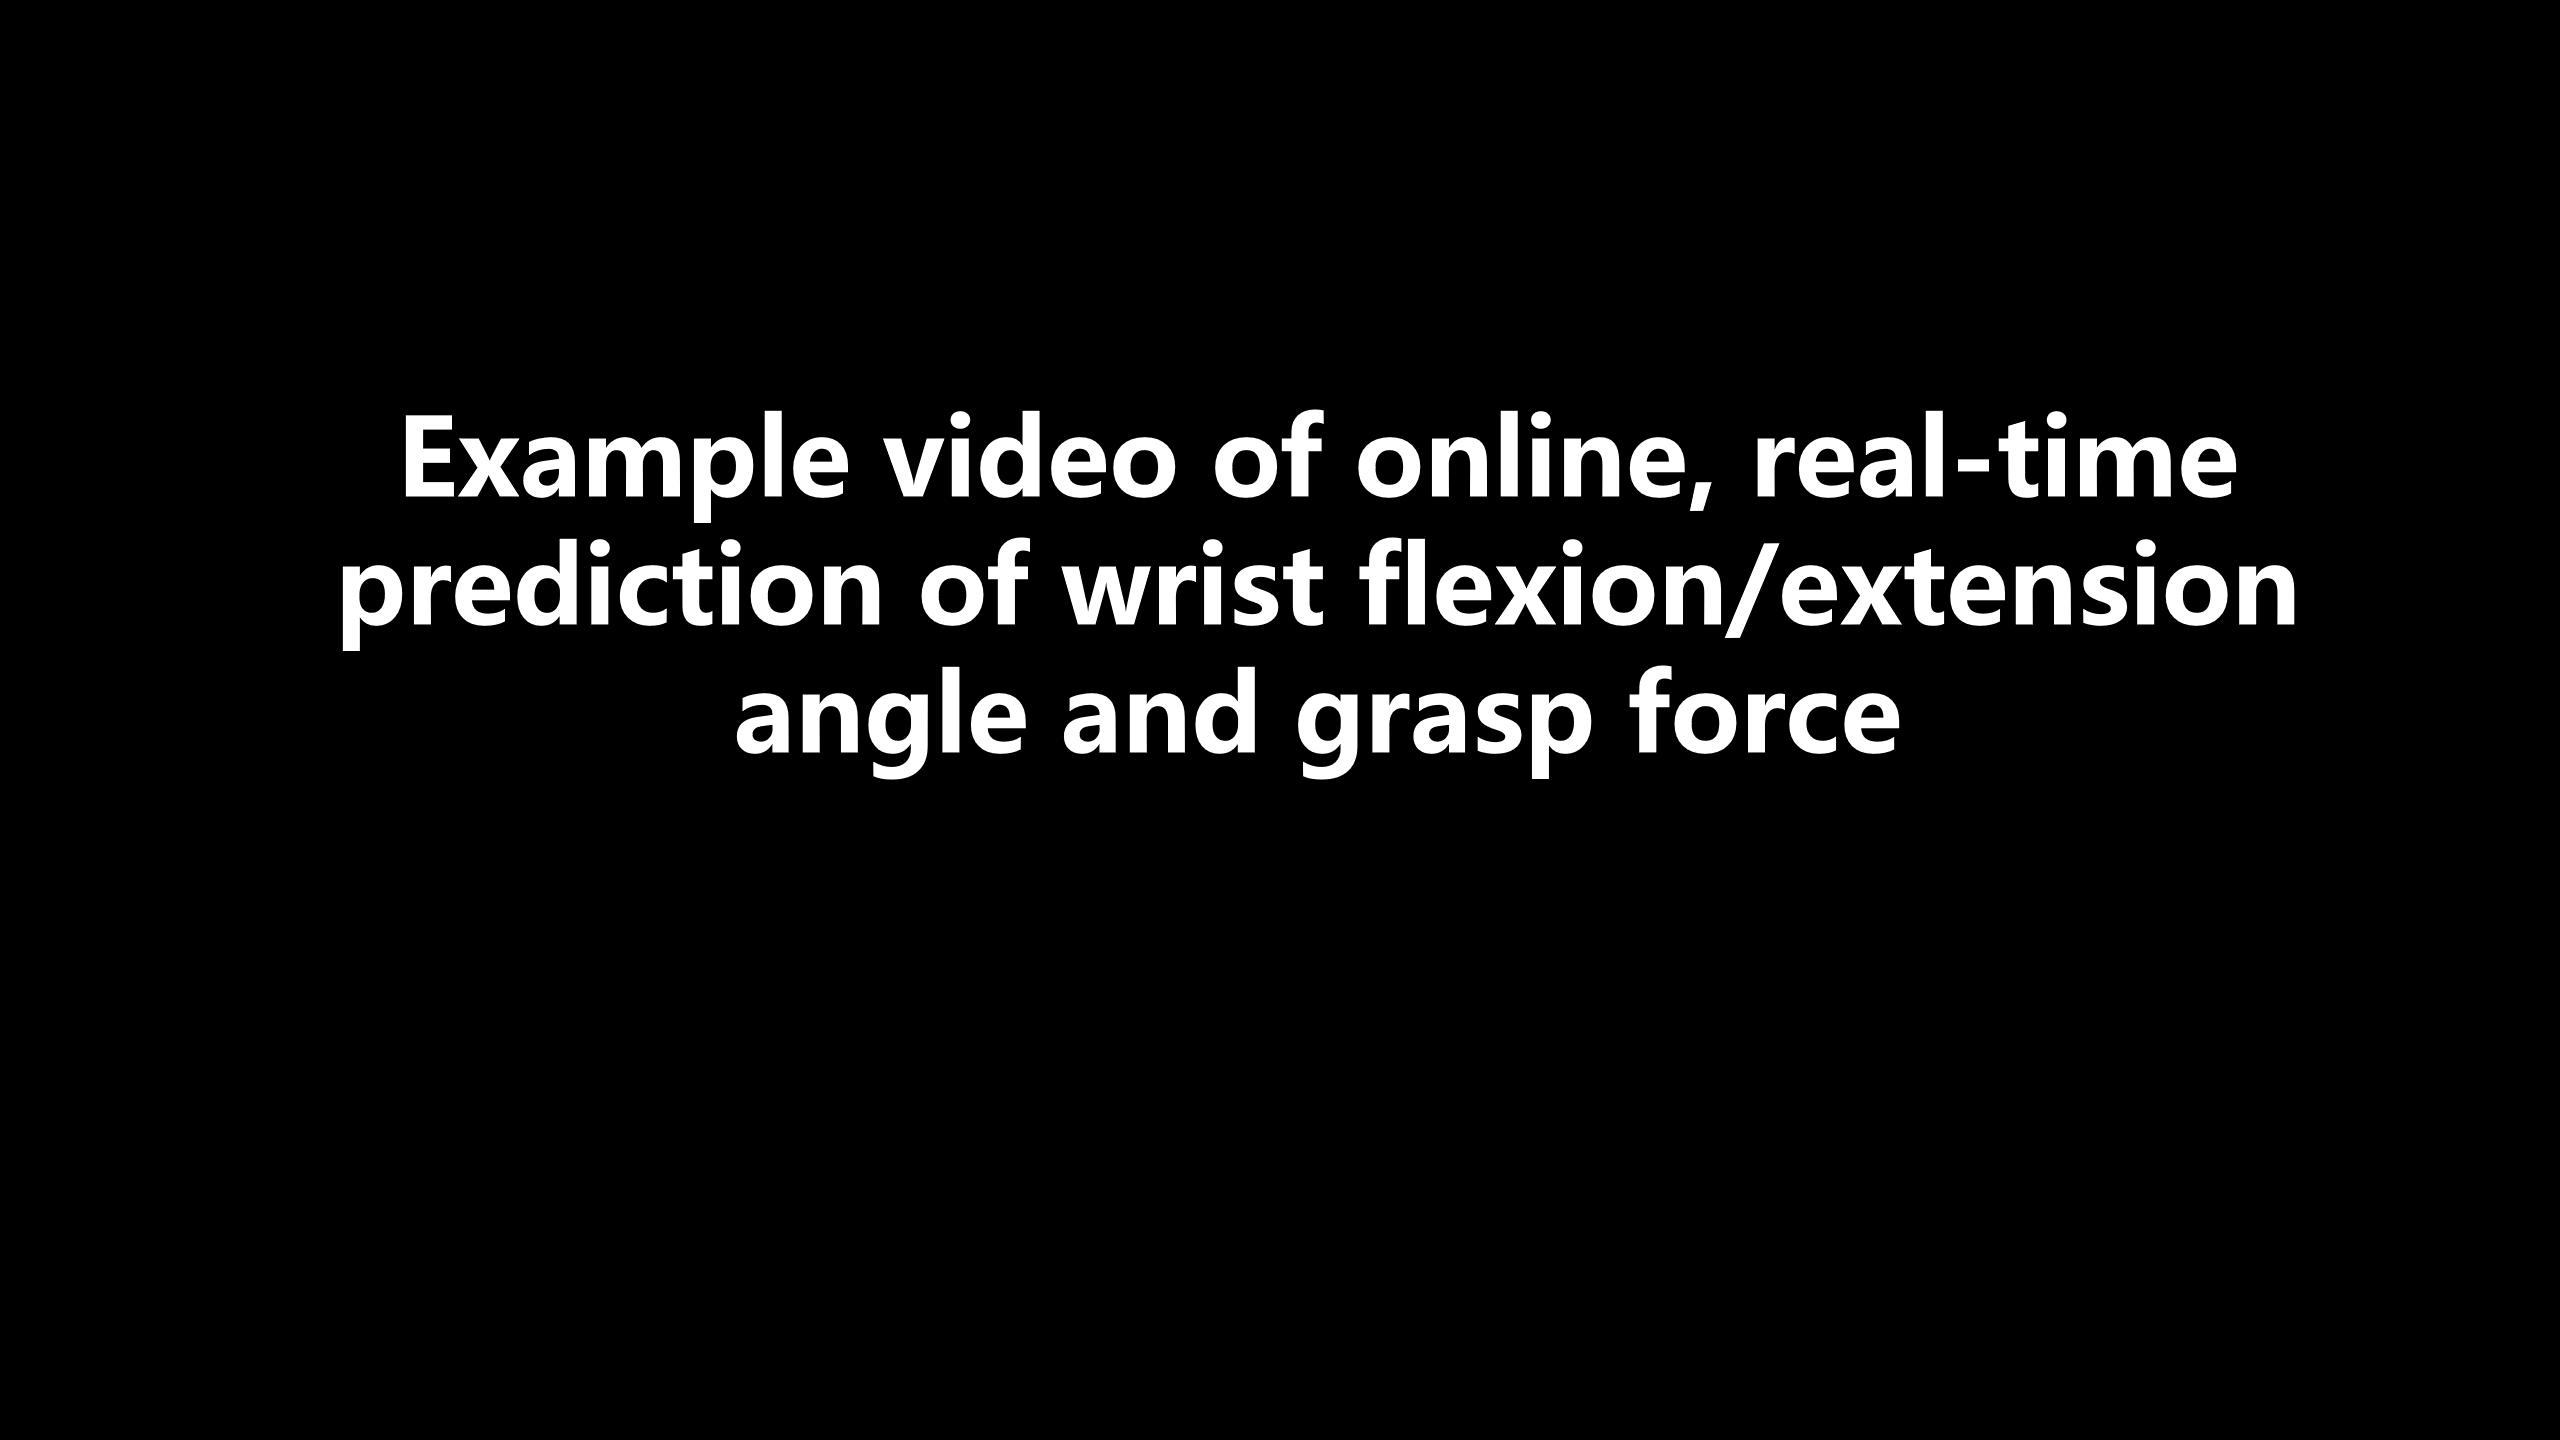 Example video of online, real-time
prediction of wrist flexion/extension
angle and grasp force